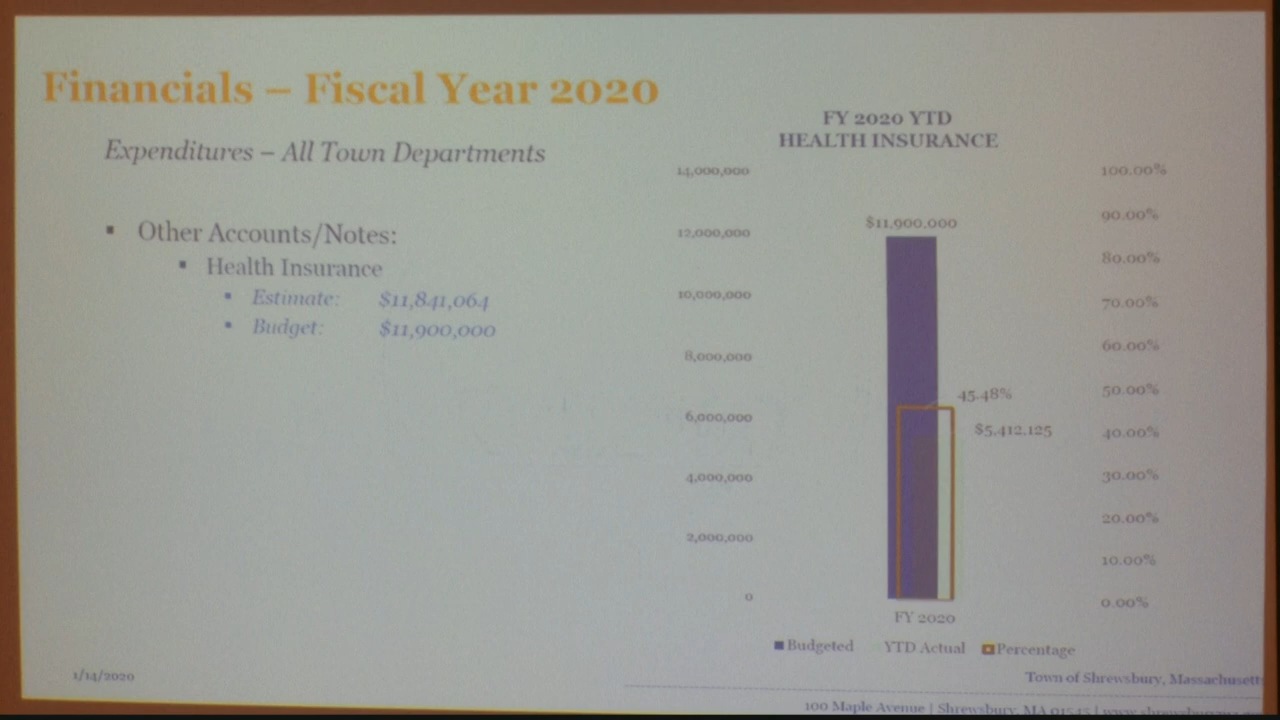 Financials – Fiscal Year 2020
Expenditures – All Town Departments
▪ Other Accounts/Notes:
▪ Health Insurance
▪ Estimate: $11,841,064
▪ Budget: $11,900,000
FY 2020 YTD
HEALTH INSURANCE
14,000,000
12,000,000
10,000,000
8,000,000
6,000,000
4,000,000
2,000,000
0
$11,900,000
45.48%
$5,412,125
100.00%
90.00%
80.00%
70.00%
60.00%
50.00%
40.00%
30.00%
20.00%
10.00%
0.00%
FY 2020
Budgeted YTD Actual Percentage
1/14/2020
Town of Shrewsbury, Massachusett
100 Maple Avenue | Shrewsbury, MA 01545 |